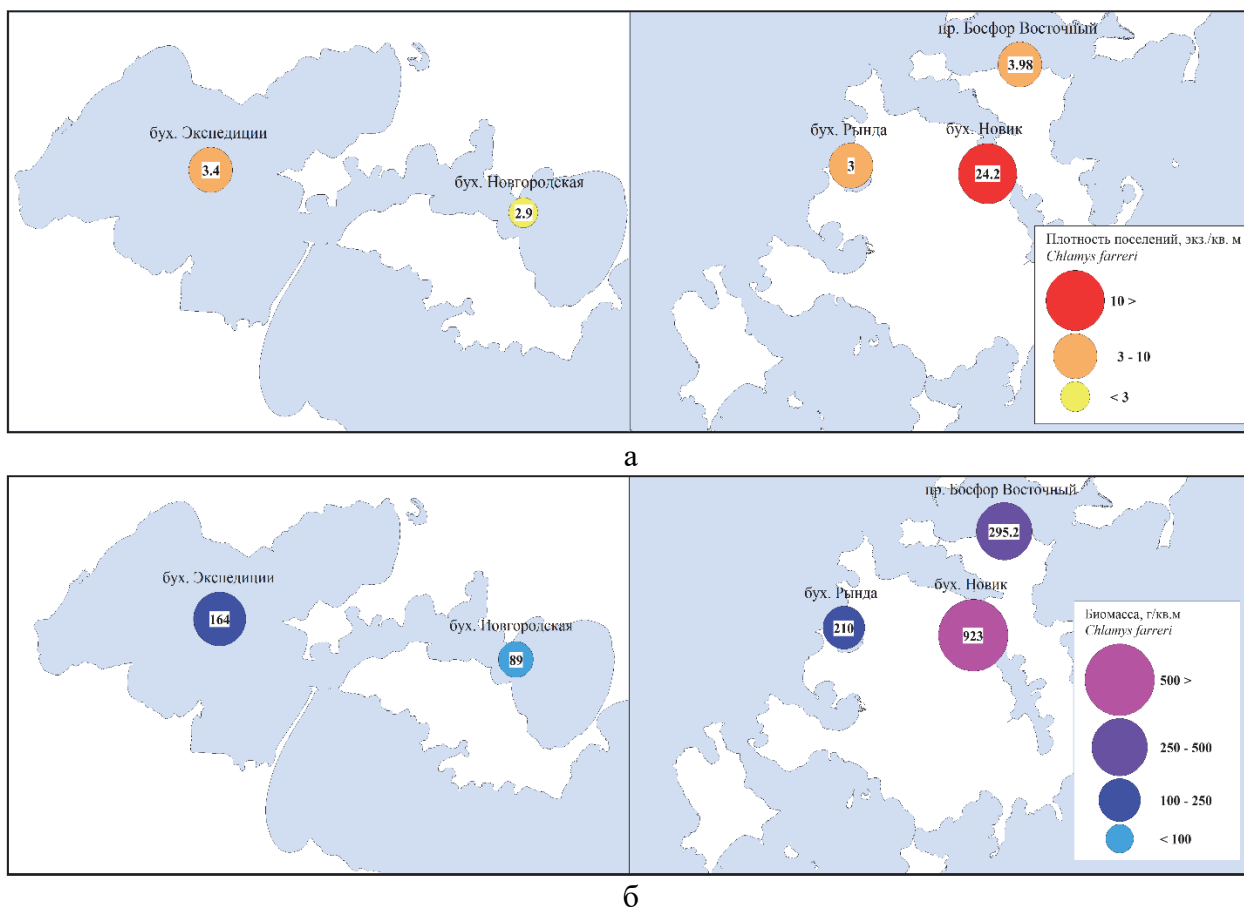 пр. Босфор Восточный
3.98
бух. Экспедиции
3.4
бух. Рында
3
бух. Новик
24.2
бух. Новгородская
2.9
Плотность поселений, экз./кв. м
Chlamys farreri
10 >
3 - 10
< 3
а
пр. Босфор Восточный
295.2
бух. Экспедиции
164
бух. Рында
210
бух. Новик
923
бух. Новгородская
89
Биомасса, г/кв.м
Chlamys farreri
500 >
250 - 500
100 - 250
< 100
б